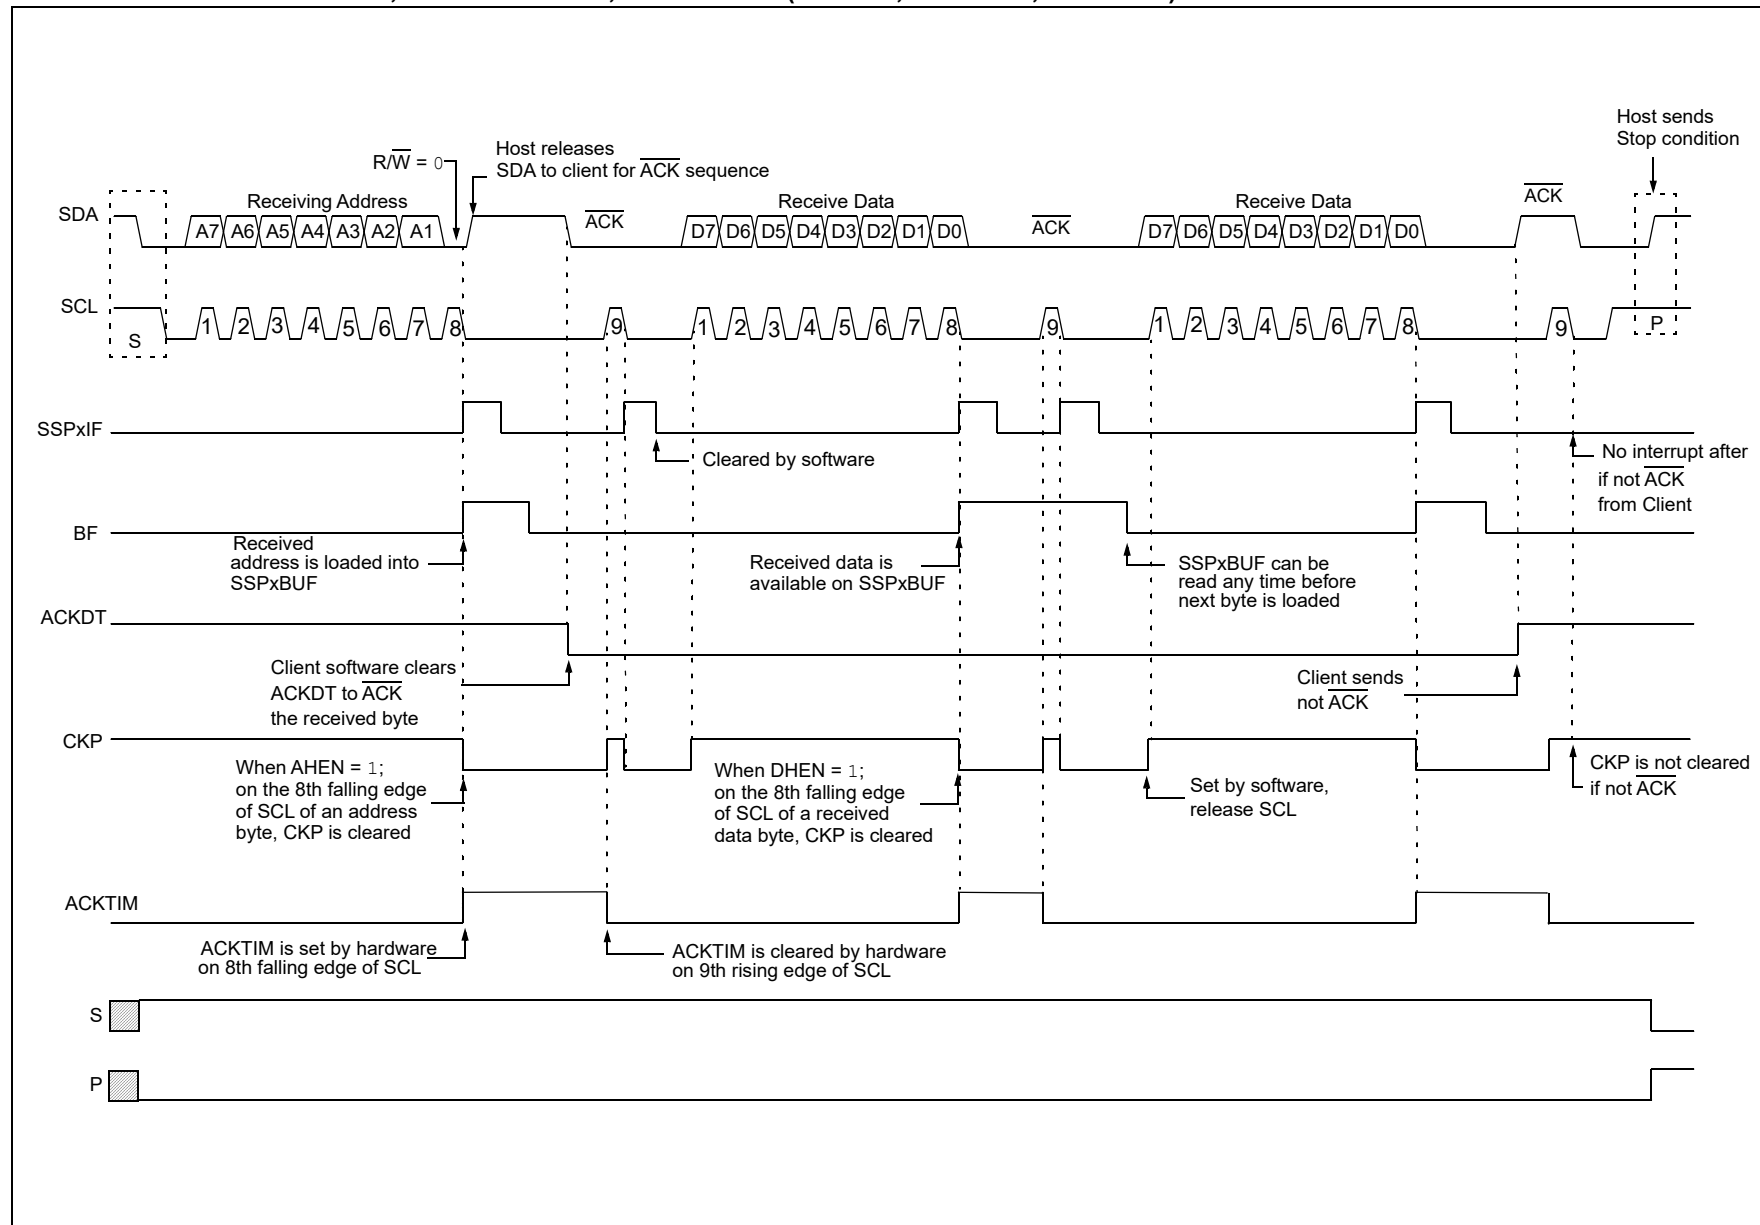 Host sends
Stop condition
R/W̅ = 0
Host releases
SDA to client for A̅C̅K̅ sequence
SDA
Receiving Address
A7 A6 A5 A4 A3 A2 A1
A̅C̅K̅
Receive Data
D7 D6 D5 D4 D3 D2 D1 D0
A̅C̅K̅
Receive Data
D7 D6 D5 D4 D3 D2 D1 D0
A̅C̅K̅
SCL
S
1 2 3 4 5 6 7 8 9
1 2 3 4 5 6 7 8 9
1 2 3 4 5 6 7 8 9
P
SSPxIF
Cleared by software
No interrupt after
if not A̅C̅K̅
from Client
BF
Received
address is loaded into
SSPxBUF
Received data is
available on SSPxBUF
SSPxBUF can be
read any time before
next byte is loaded
ACKDT
Client software clears
ACKDT to A̅C̅K̅
the received byte
Client sends
not A̅C̅K̅
CKP
When AHEN = 1;
on the 8th falling edge
of SCL of an address
byte, CKP is cleared
When DHEN = 1;
on the 8th falling edge
of SCL of a received
data byte, CKP is cleared
Set by software,
release SCL
CKP is not cleared
if not A̅C̅K̅
ACKTIM
ACKTIM is set by hardware
on 8th falling edge of SCL
ACKTIM is cleared by hardware
on 9th rising edge of SCL
S
P